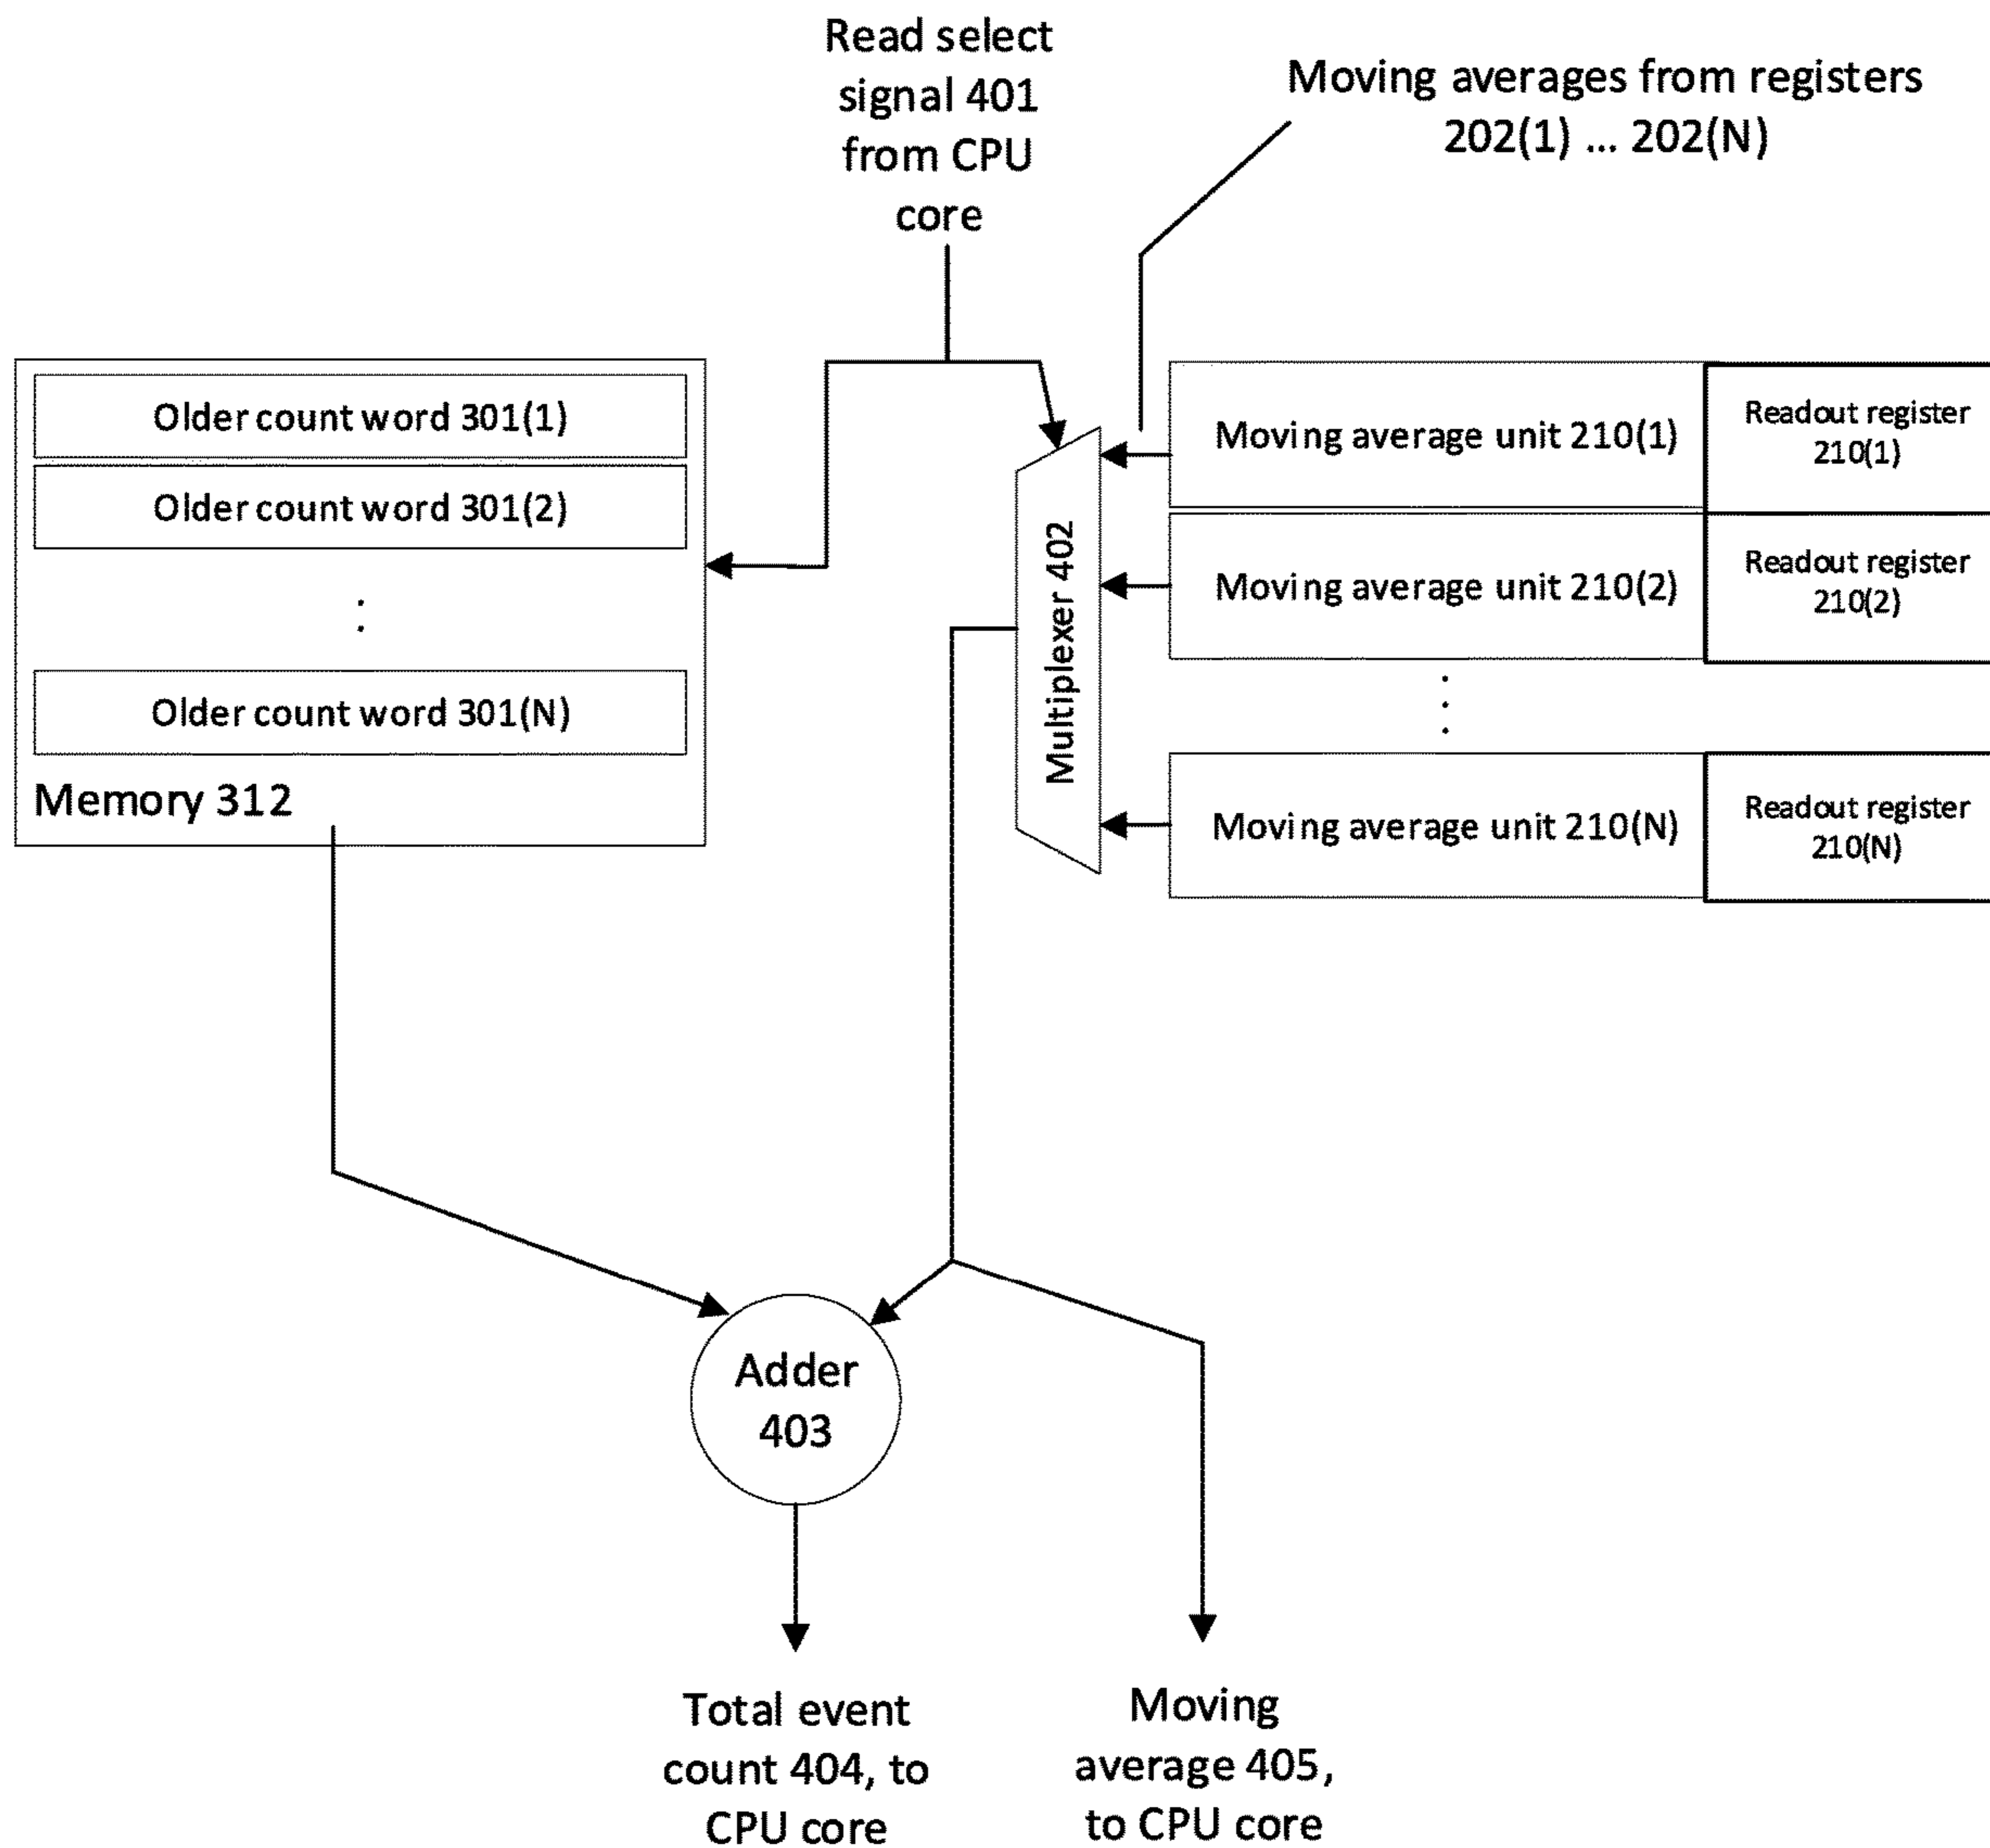 Read select
signal 401
from CPU
core
Moving averages from registers
202(1) ... 202(N)
Older count word 301(1)
Older count word 301(2)
:
Older count word 301(N)
Memory 312
Multiplexer 402
Moving average unit 210(1)
Readout register
210(1)
Moving average unit 210(2)
Readout register
210(2)
⋮
Moving average unit 210(N)
Readout register
210(N)
Adder
403
Total event
count 404, to
CPU core
Moving
average 405,
to CPU core